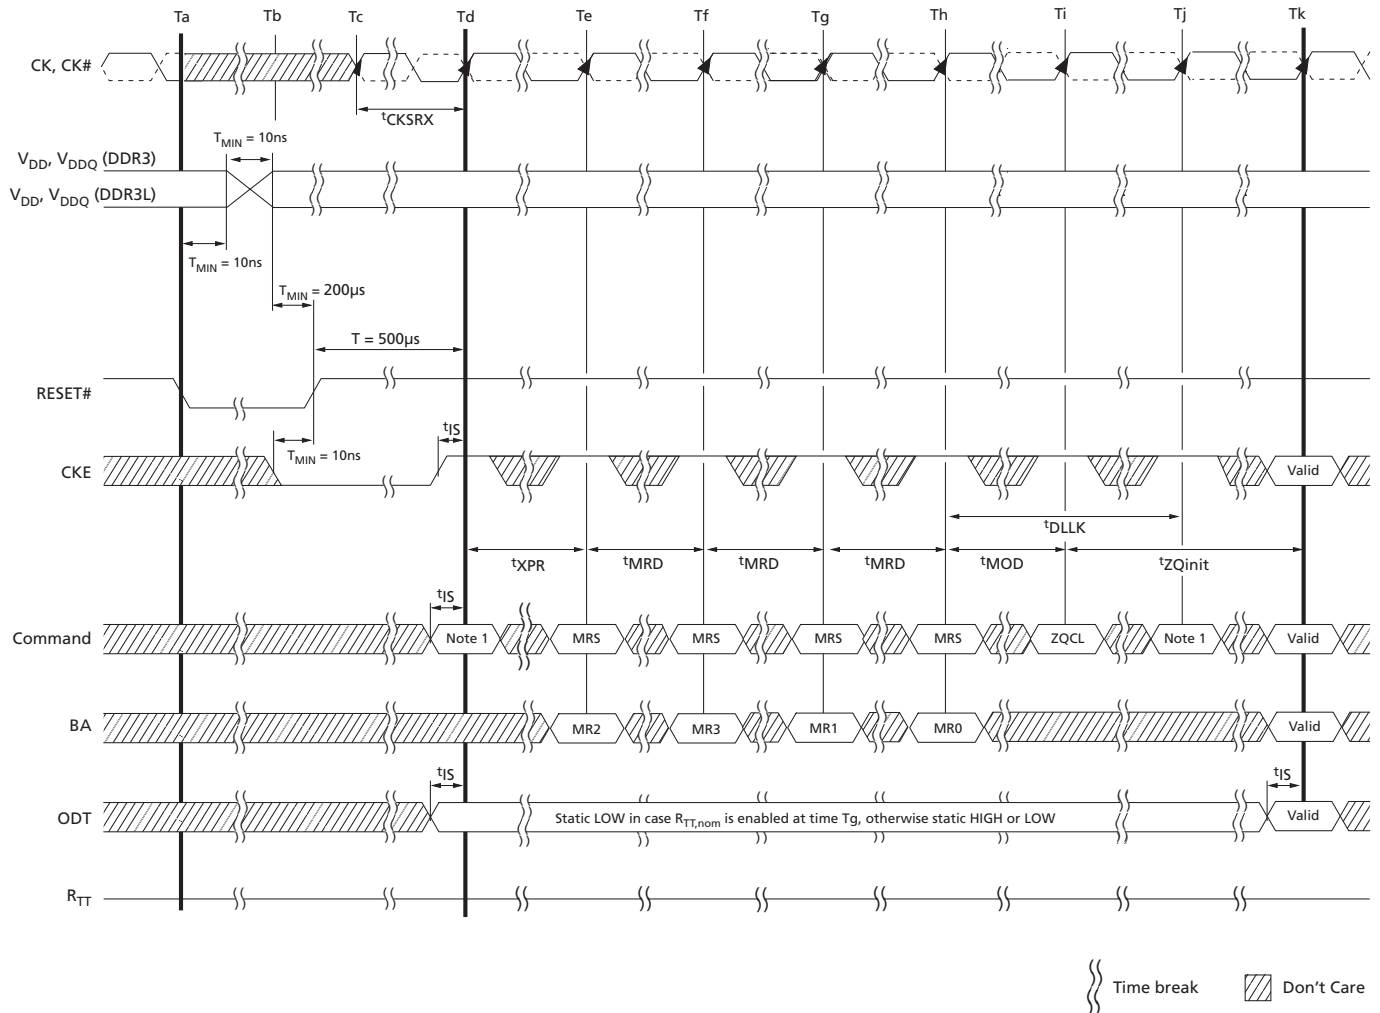 Ta Tb Tc Td Te Tf Tg Th Ti Tj Tk
CK, CK#
tCKSRX
TMIN = 10ns
VDD, VDDQ (DDR3)
VDD, VDDQ (DDR3L)
TMIN = 10ns
TMIN = 200μs
T = 500μs
RESET#
tIS
TMIN = 10ns
CKE
Valid
tDLLK
tXPR tMRD tMRD tMRD tMOD tZQinit
tIS
Command Note 1 MRS MRS MRS MRS ZQCL Note 1 Valid
BA MR2 MR3 MR1 MR0 Valid
tIS tIS
ODT Static LOW in case RTT,nom is enabled at time Tg, otherwise static HIGH or LOW Valid
RTT
Time break Don't Care